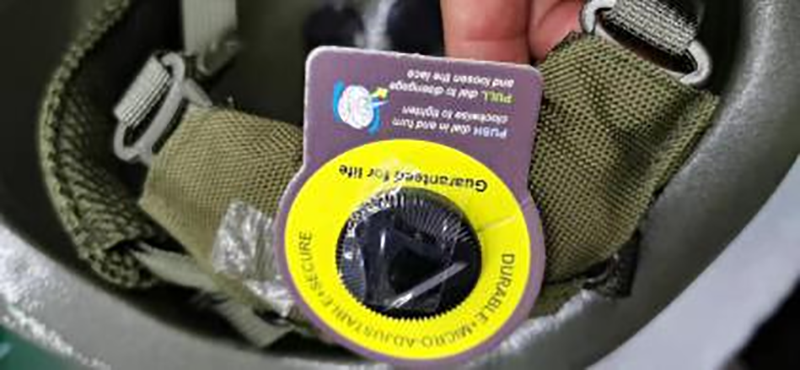 PUSH dial in and turn
clockwise to tighten
PULL dial to disengage
and loosen the lace
Guaranteed for life
DURABLE • MICRO-ADJUSTABLE • SECURE